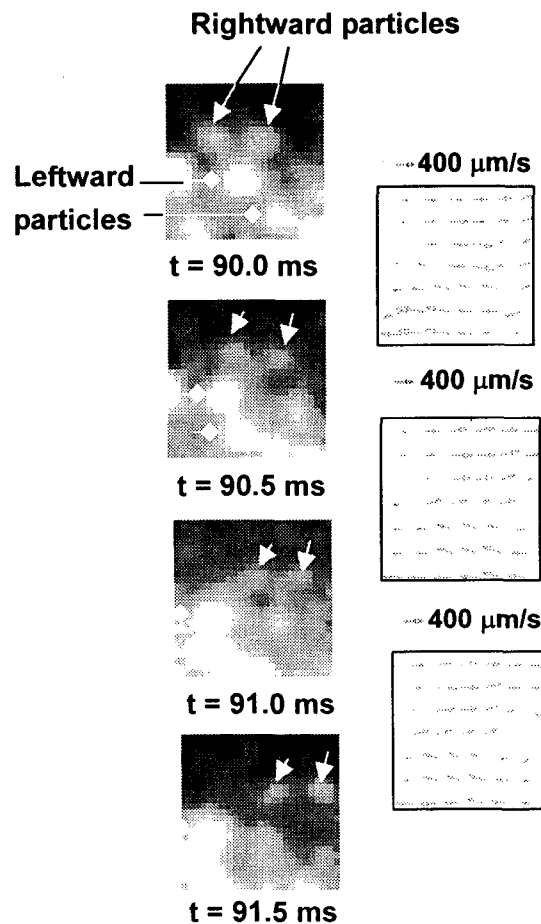 Rightward particles
Leftward
particles
t = 90.0 ms
400 μm/s
t = 90.5 ms
400 μm/s
t = 91.0 ms
400 μm/s
t = 91.5 ms